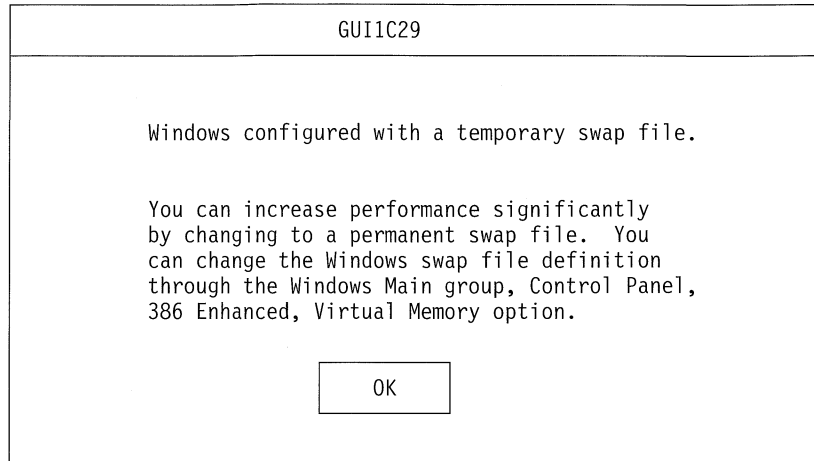 GUI1C29
Windows configured with a temporary swap file.
You can increase performance significantly
by changing to a permanent swap file.  You
can change the Windows swap file definition
through the Windows Main group, Control Panel,
386 Enhanced, Virtual Memory option.
OK